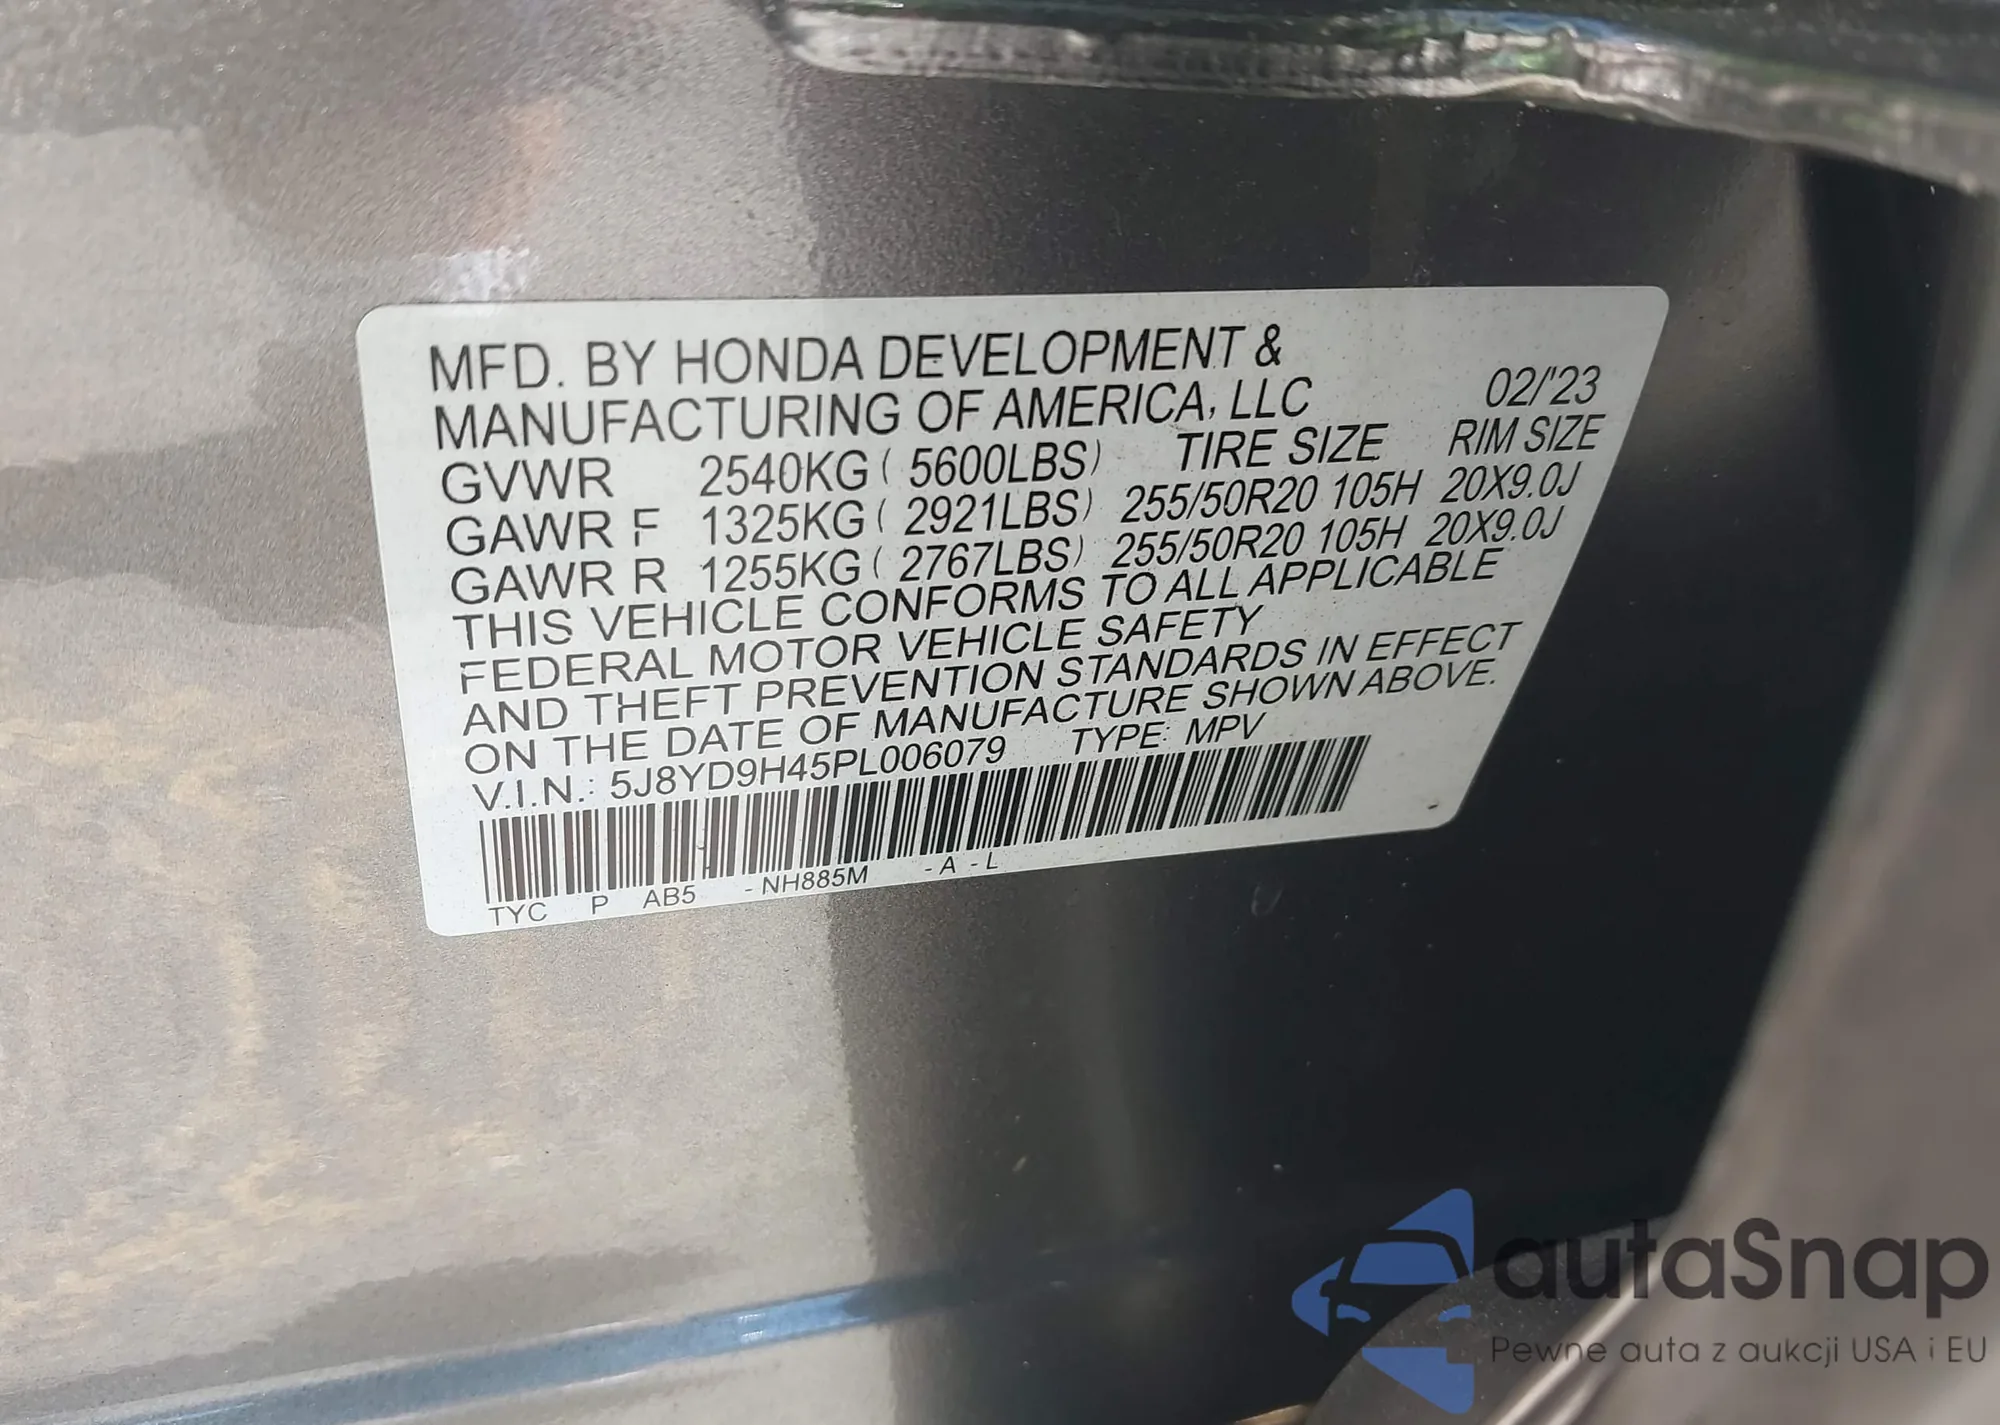 MFD. BY HONDA DEVELOPMENT &
MANUFACTURING OF AMERICA, LLC 02/'23
GVWR 2540KG ( 5600LBS) TIRE SIZE RIM SIZE
GAWR F 1325KG ( 2921LBS) 255/50R20 105H 20X9.0J
GAWR R 1255KG ( 2767LBS) 255/50R20 105H 20X9.0J
THIS VEHICLE CONFORMS TO ALL APPLICABLE
FEDERAL MOTOR VEHICLE SAFETY
AND THEFT PREVENTION STANDARDS IN EFFECT
ON THE DATE OF MANUFACTURE SHOWN ABOVE.
V.I.N.: 5J8YD9H45PL006079 TYPE: MPV
TYC P AB5 - NH885M - A - L
autaSnap
Pewne auta z aukcji USA i EU